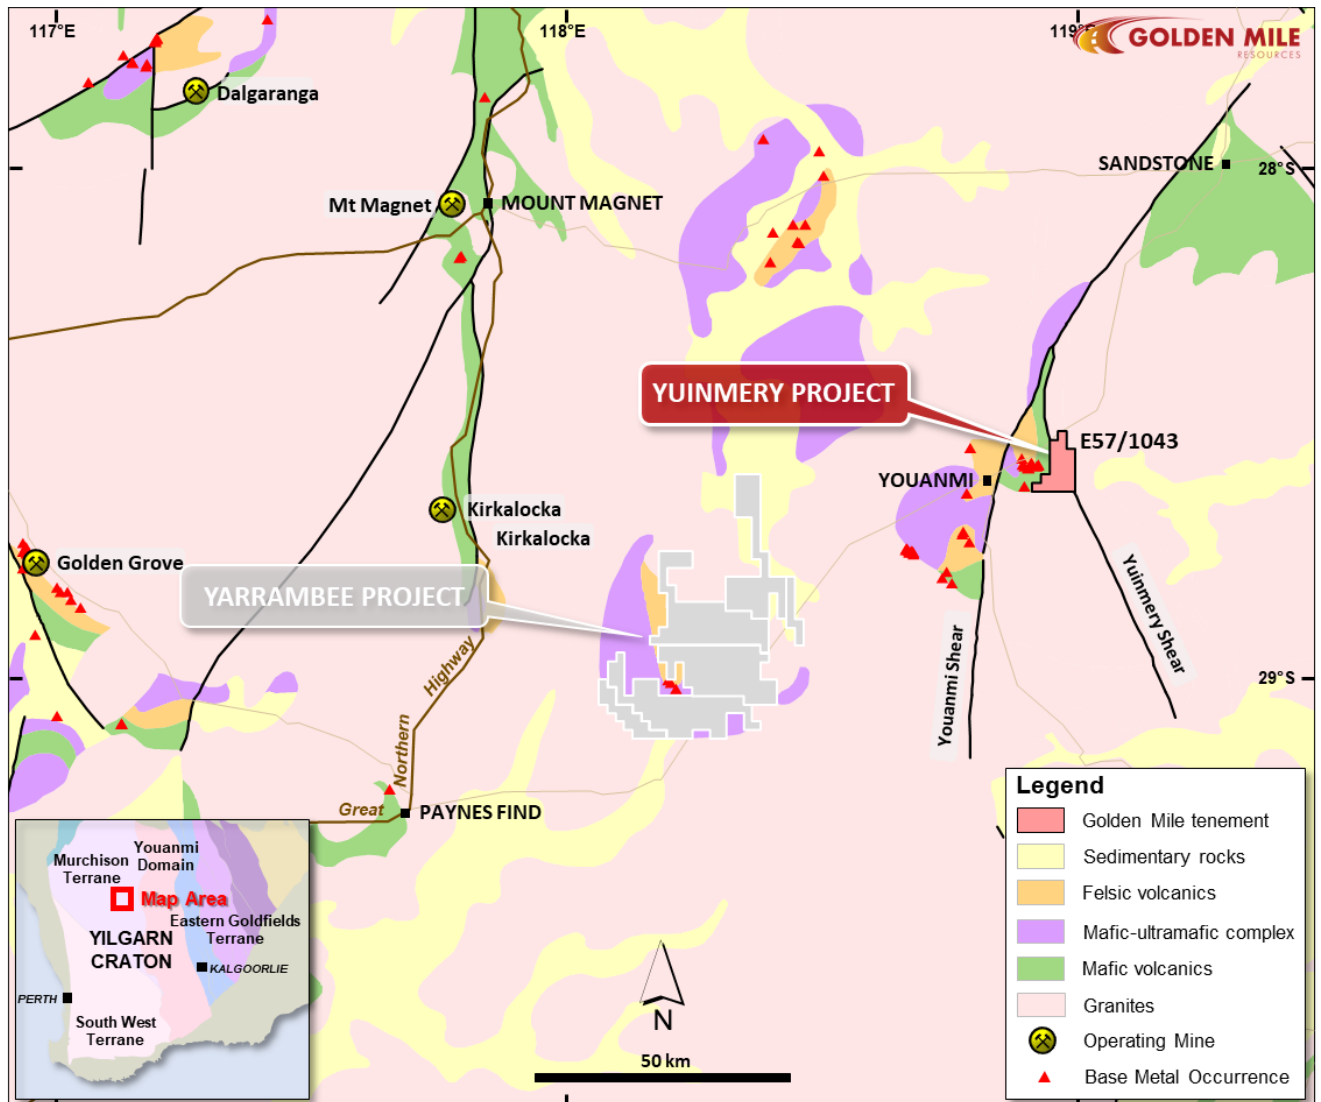 117°E
118°E
119°E
GOLDEN MILE
RESOURCES
Dalgaranga
SANDSTONE
28°S
Mt Magnet
MOUNT MAGNET
YUINMERY PROJECT
E57/1043
YOUANMI
Kirkalocka
Kirkalocka
Golden Grove
YARRAMBEE PROJECT
Yuinmery Shear
Youanmi Shear
29°S
Highway
Northern
Great
PAYNES FIND
Legend
Golden Mile tenement
Sedimentary rocks
Felsic volcanics
Mafic-ultramafic complex
Mafic volcanics
Granites
Operating Mine
Base Metal Occurrence
Murchison
Terrane
Youanmi
Domain
Map Area
Eastern Goldfields
Terrane
YILGARN
CRATON
KALGOORLIE
PERTH
South West
Terrane
N
50 km